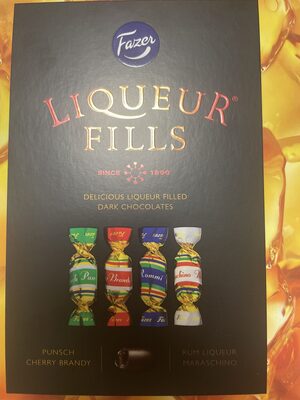 Fazer
LIQUEUR®
FILLS
SINCE 1890
DELICIOUS LIQUEUR FILLED
DARK CHOCOLATES
PUNSCH
CHERRY BRANDY
RUM LIQUEUR
MARASCHINO